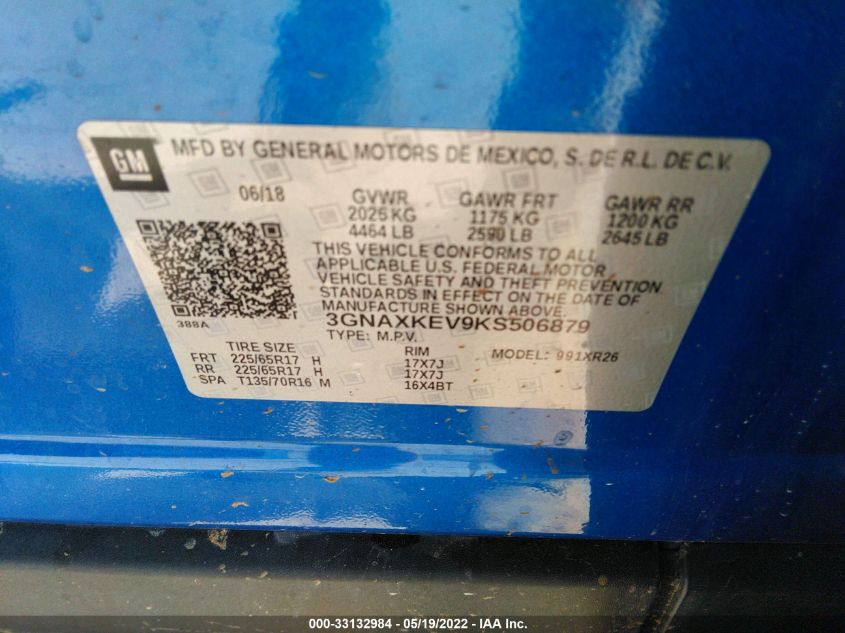 GM
MFD BY GENERAL MOTORS DE MEXICO, S. DE R.L. DE C.V.
06/18 GVWR GAWR FRT GAWR RR
2025 KG 1175 KG 1200 KG
4464 LB 2590 LB 2645 LB
THIS VEHICLE CONFORMS TO ALL
APPLICABLE U.S. FEDERAL MOTOR
VEHICLE SAFETY AND THEFT PREVENTION
STANDARDS IN EFFECT ON THE DATE OF
MANUFACTURE SHOWN ABOVE.
388A 3GNAXKEV9KS506879
TYPE: M.P.V.
TIRE SIZE RIM MODEL: 991XR26
FRT 225/65R17 H 17X7J
RR 225/65R17 H 17X7J
SPA T135/70R16 M 16X4BT
000-33132984 - 05/19/2022 - IAA Inc.